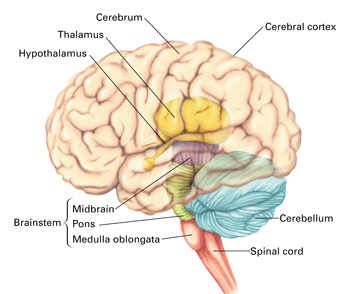 Cerebrum
Cerebral cortex
Thalamus
Hypothalamus
Midbrain
Brainstem
Pons
Medulla oblongata
Cerebellum
Spinal cord